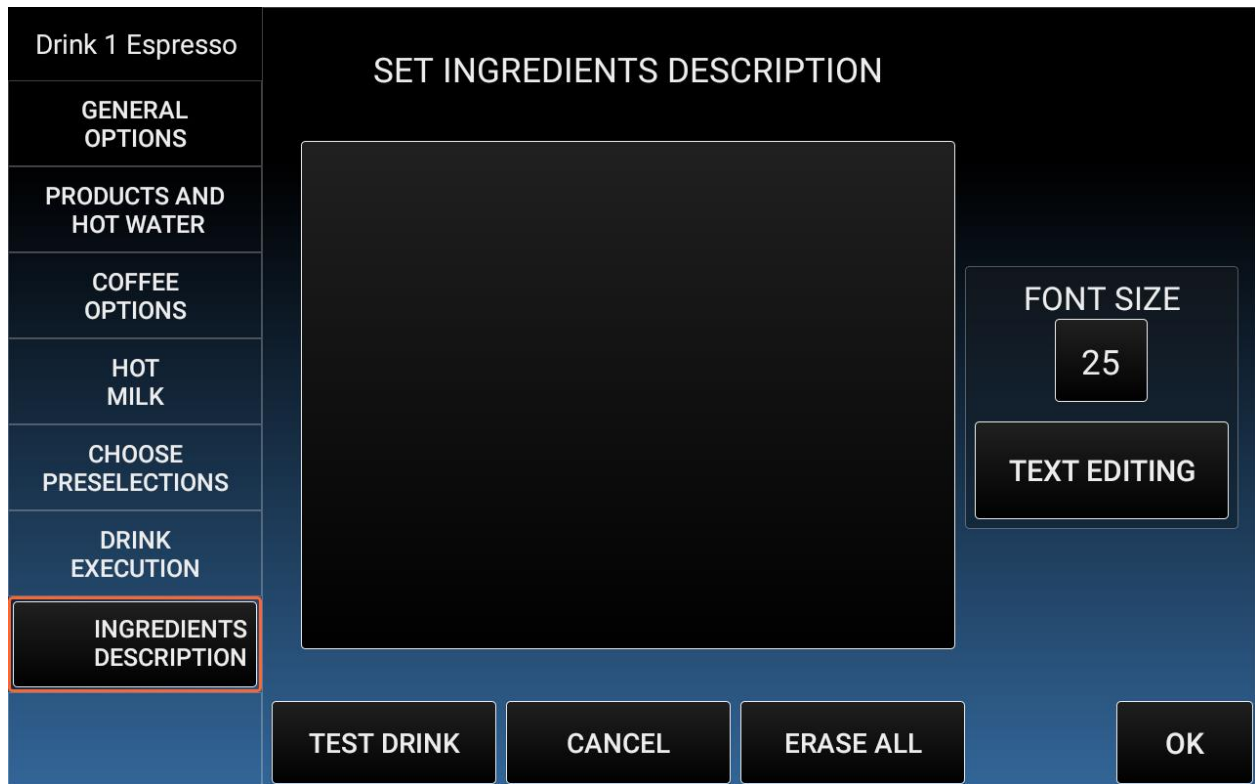 Drink 1 Espresso
GENERAL
OPTIONS
PRODUCTS AND
HOT WATER
COFFEE
OPTIONS
HOT
MILK
CHOOSE
PRESELECTIONS
DRINK
EXECUTION
INGREDIENTS
DESCRIPTION
SET INGREDIENTS DESCRIPTION
FONT SIZE
25
TEXT EDITING
TEST DRINK
CANCEL
ERASE ALL
OK